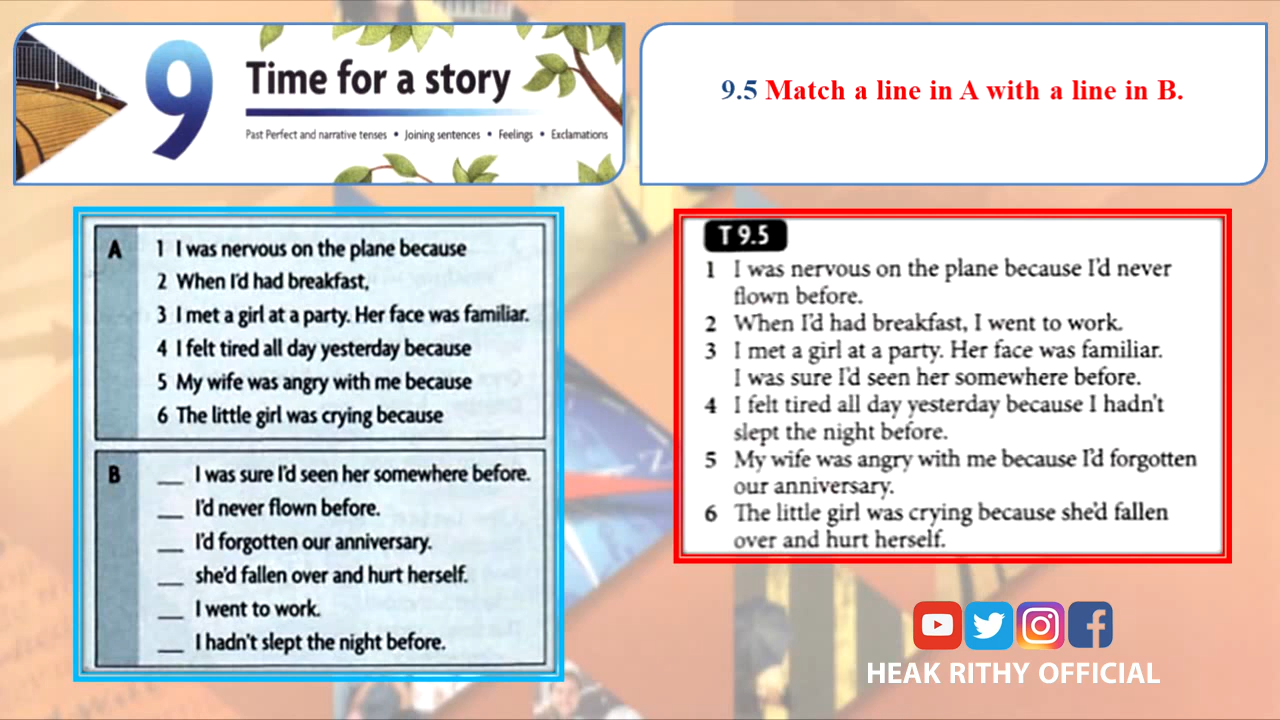 9
Time for a story
Past Perfect and narrative tenses • Joining sentences • Feelings • Exclamations
9.5 Match a line in A with a line in B.
A
1 I was nervous on the plane because
2 When I'd had breakfast,
3 I met a girl at a party. Her face was familiar.
4 I felt tired all day yesterday because
5 My wife was angry with me because
6 The little girl was crying because
B
__ I was sure I'd seen her somewhere before.
__ I'd never flown before.
__ I'd forgotten our anniversary.
__ she'd fallen over and hurt herself.
__ I went to work.
__ I hadn't slept the night before.
T 9.5
1 I was nervous on the plane because I'd never
flown before.
2 When I'd had breakfast, I went to work.
3 I met a girl at a party. Her face was familiar.
I was sure I'd seen her somewhere before.
4 I felt tired all day yesterday because I hadn't
slept the night before.
5 My wife was angry with me because I'd forgotten
our anniversary.
6 The little girl was crying because she'd fallen
over and hurt herself.
HEAK RITHY OFFICIAL